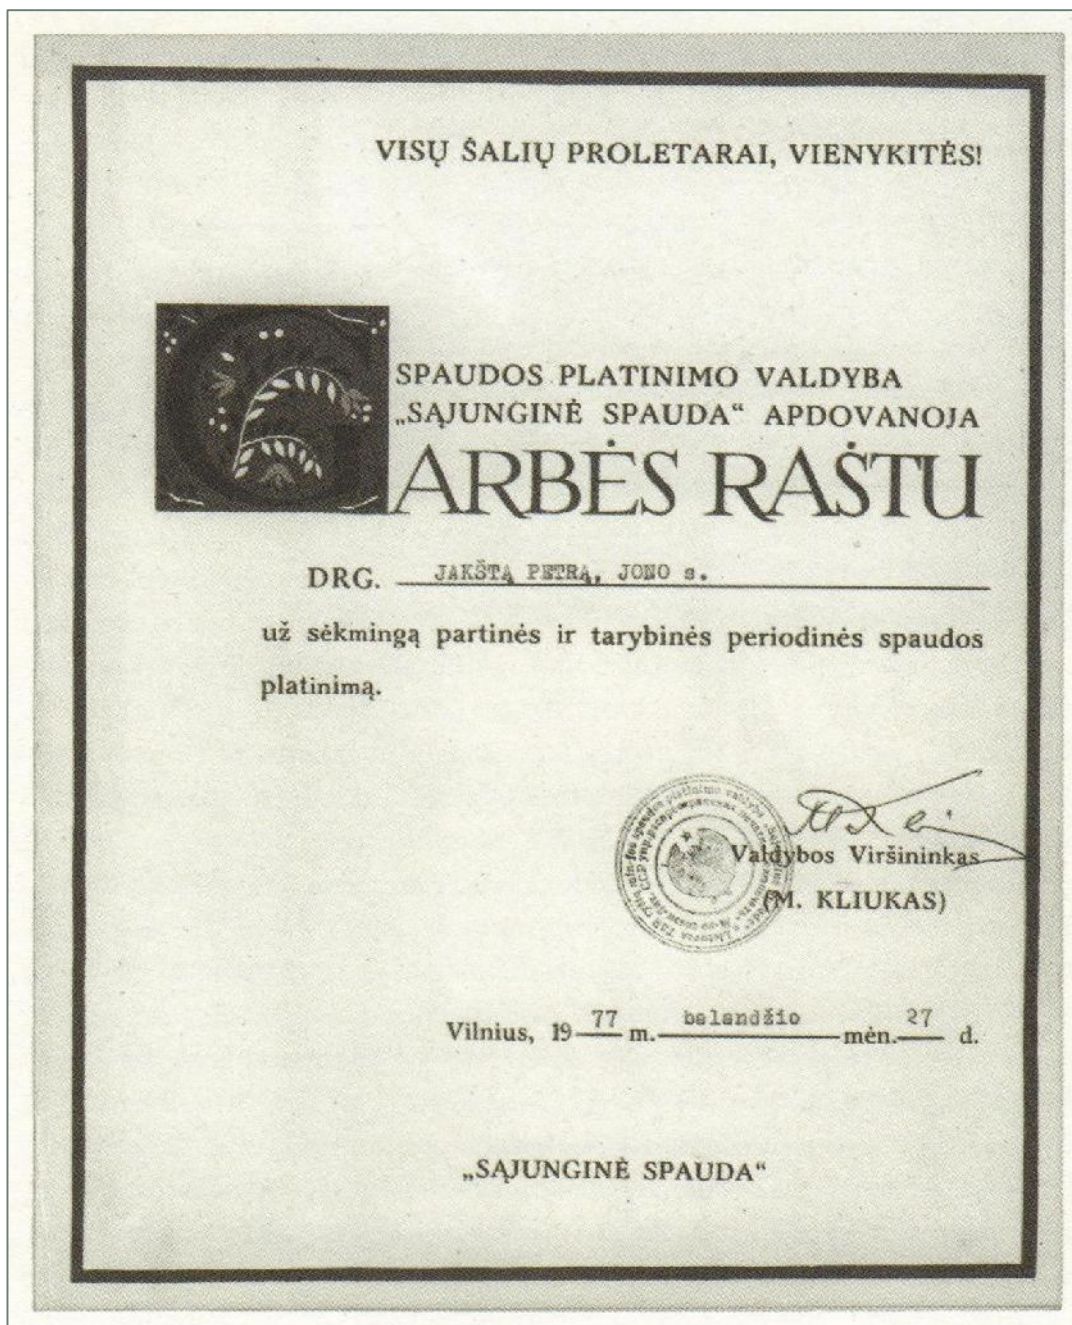 VISŲ ŠALIŲ PROLETARAI, VIENYKITĖS!
SPAUDOS PLATINIMO VALDYBA
„SĄJUNGINĖ SPAUDA“ APDOVANOJA
GARBĖS RAŠTU
DRG. JAKŠTĄ PETRĄ, JONO s.
už sėkmingą partinės ir tarybinės periodinės spaudos
platinimą.
Valdybos Viršininkas
(M. KLIUKAS)
Vilnius, 1977 m. balandžio mėn. 27 d.
„SĄJUNGINĖ SPAUDA“